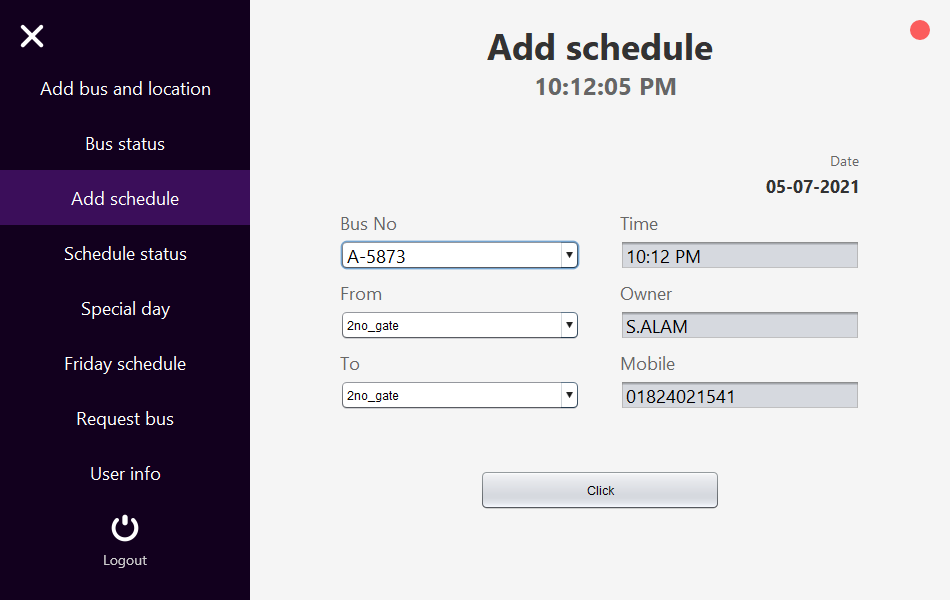 Add bus and location
Bus status
Add schedule
Schedule status
Special day
Friday schedule
Request bus
User info
Logout
Add schedule
10:12:05 PM
Date
05-07-2021
Bus No
A-5873
Time
10:12 PM
From
2no_gate
Owner
S.ALAM
To
2no_gate
Mobile
01824021541
Click